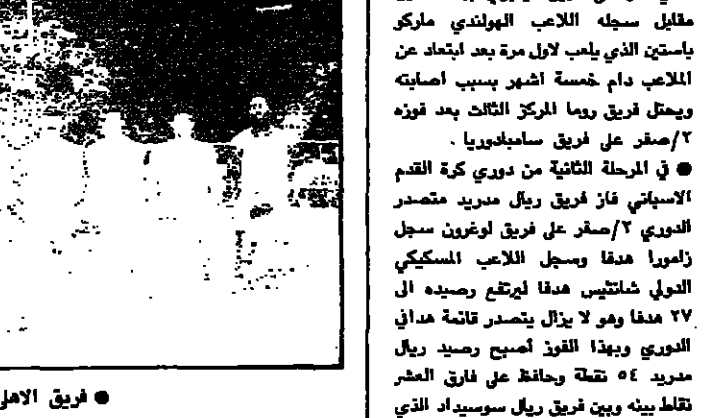 مقابل سجله اللاعب الهولندي ماركو
باستين الذي يلعب لاول مرة بعد ابتعاد عن
الملاعب دام خمسة اشهر بسبب اصابته
ويحتل فريق روما المركز الثالث بعد فوزه
٢/صفر على فريق سامبادوريا .
● في المرحلة الثانية من دوري كرة القدم
الاسباني فاز فريق ريال مدريد متصدر
الدوري ٢/صفر على فريق لوغرون سجل
زامورا هدفا وسجل اللاعب المسكيكي
الدولي شانثيس هدفا ليرتفع رصيده الى
٢٧ هدفا وهو لا يزال يتصدر قائمة هدافي
الدوري وبهذا الفوز أصبح رصيد ريال
مدريد ٥٤ نقطة وحافظ على فارق العشر
نقاط بينه وبين فريق ريال سوسيداد الذي
● فريق الاهل